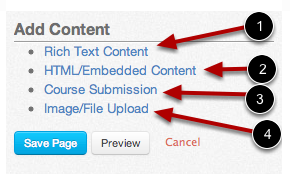 Add Content
1
Rich Text Content
HTML/Embedded Content
2
Course Submission
3
Image/File Upload
4
Save Page Preview Cancel